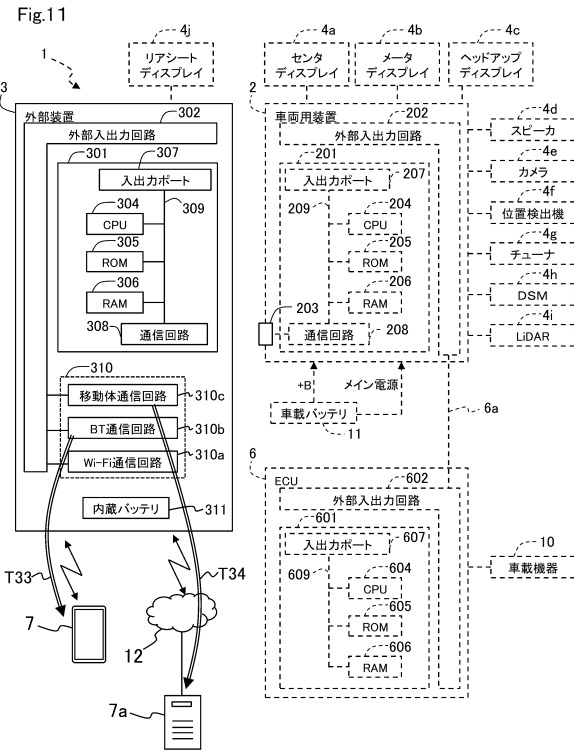 Fig.11
4j
4a
4b
4c
1
リアシート
ディスプレイ
センタ
ディスプレイ
メータ
ディスプレイ
ヘッドアップ
ディスプレイ
3
外部装置
302
外部入出力回路
301
307
入出力ポート
304
309
CPU
305
ROM
306
RAM
308
通信回路
310
移動体通信回路
310c
BT通信回路
310b
310a
Wi-Fi通信回路
内蔵バッテリ
311
T33
T34
7
12
7a
2
車両用装置
202
外部入出力回路
201
入出力ポート
207
209
204
CPU
205
ROM
206
RAM
203
通信回路
208
+B
メイン電源
車載バッテリ
11
6a
4d
スピーカ
4e
カメラ
4f
位置検出機
4g
チューナ
4h
DSM
4i
LiDAR
6
ECU
602
外部入出力回路
601
入出力ポート
607
609
604
CPU
605
ROM
606
RAM
10
車載機器